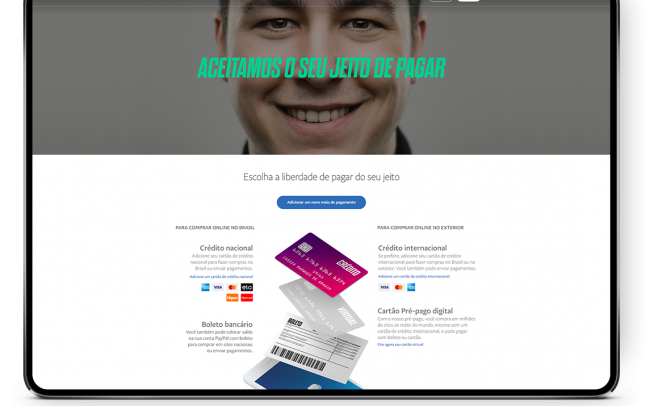 ACEITAMOS O SEU JEITO DE PAGAR
Escolha a liberdade de pagar do seu jeito
Adicionar um novo meio de pagamento
PARA COMPRAR ONLINE NO BRASIL
Crédito nacional
Adicione seu cartão de crédito
nacional para fazer compras no
Brasil ou enviar pagamentos.
Adicione um cartão de crédito nacional
VISA
elo
Hiper
Boleto bancário
Você também pode colocar saldo
na sua conta PayPal com boleto
para comprar em sites nacionais
ou enviar pagamentos.
CRÉDITO
VIRTUAL
BOLETO
PARA COMPRAR ONLINE NO EXTERIOR
Crédito internacional
Se preferir, adicione seu cartão de crédito
internacional para fazer compras no Brasil ou no
exterior. Você também pode enviar pagamentos.
Adicione um cartão de crédito internacional
VISA
Cartão Pré-pago digital
Com o nosso pré-pago, você compra em milhões
de sites ao redor do mundo, mesmo sem um
cartão de crédito internacional, e pode pagar
com boleto ou cartão.